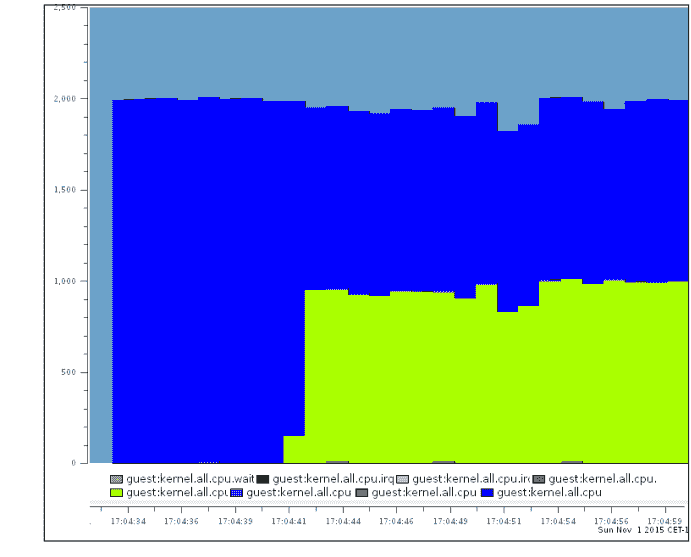 2,500
2,000
1,500
1,000
500
0
guest:kernel.all.cpu.wait guest:kernel.all.cpu.irq guest:kernel.all.cpu.irq guest:kernel.all.cpu.
guest:kernel.all.cpu guest:kernel.all.cpu guest:kernel.all.cpu guest:kernel.all.cpu
17:04:34 17:04:36 17:04:39 17:04:41 17:04:44 17:04:46 17:04:49 17:04:51 17:04:54 17:04:56 17:04:59
Sun Nov 1 2015 CET-1